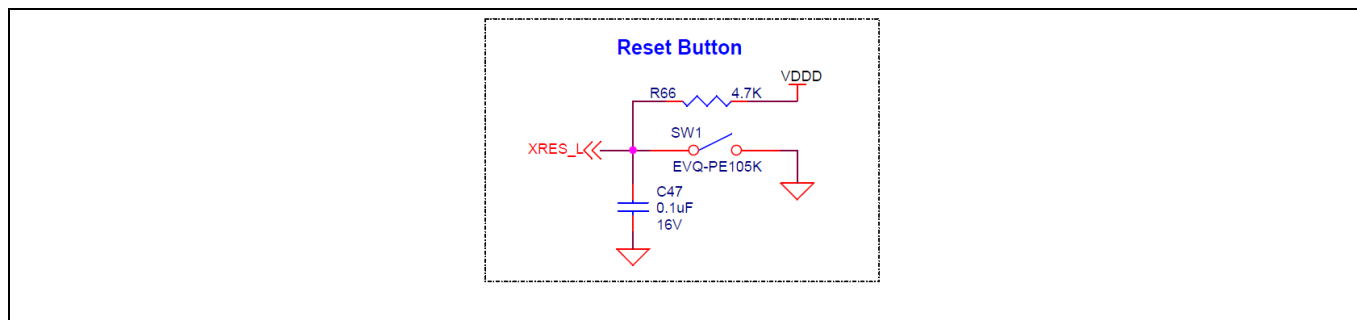 Reset Button
VDDD
R66 4.7K
SW1
XRES_L
EVQ-PE105K
C47
0.1uF
16V